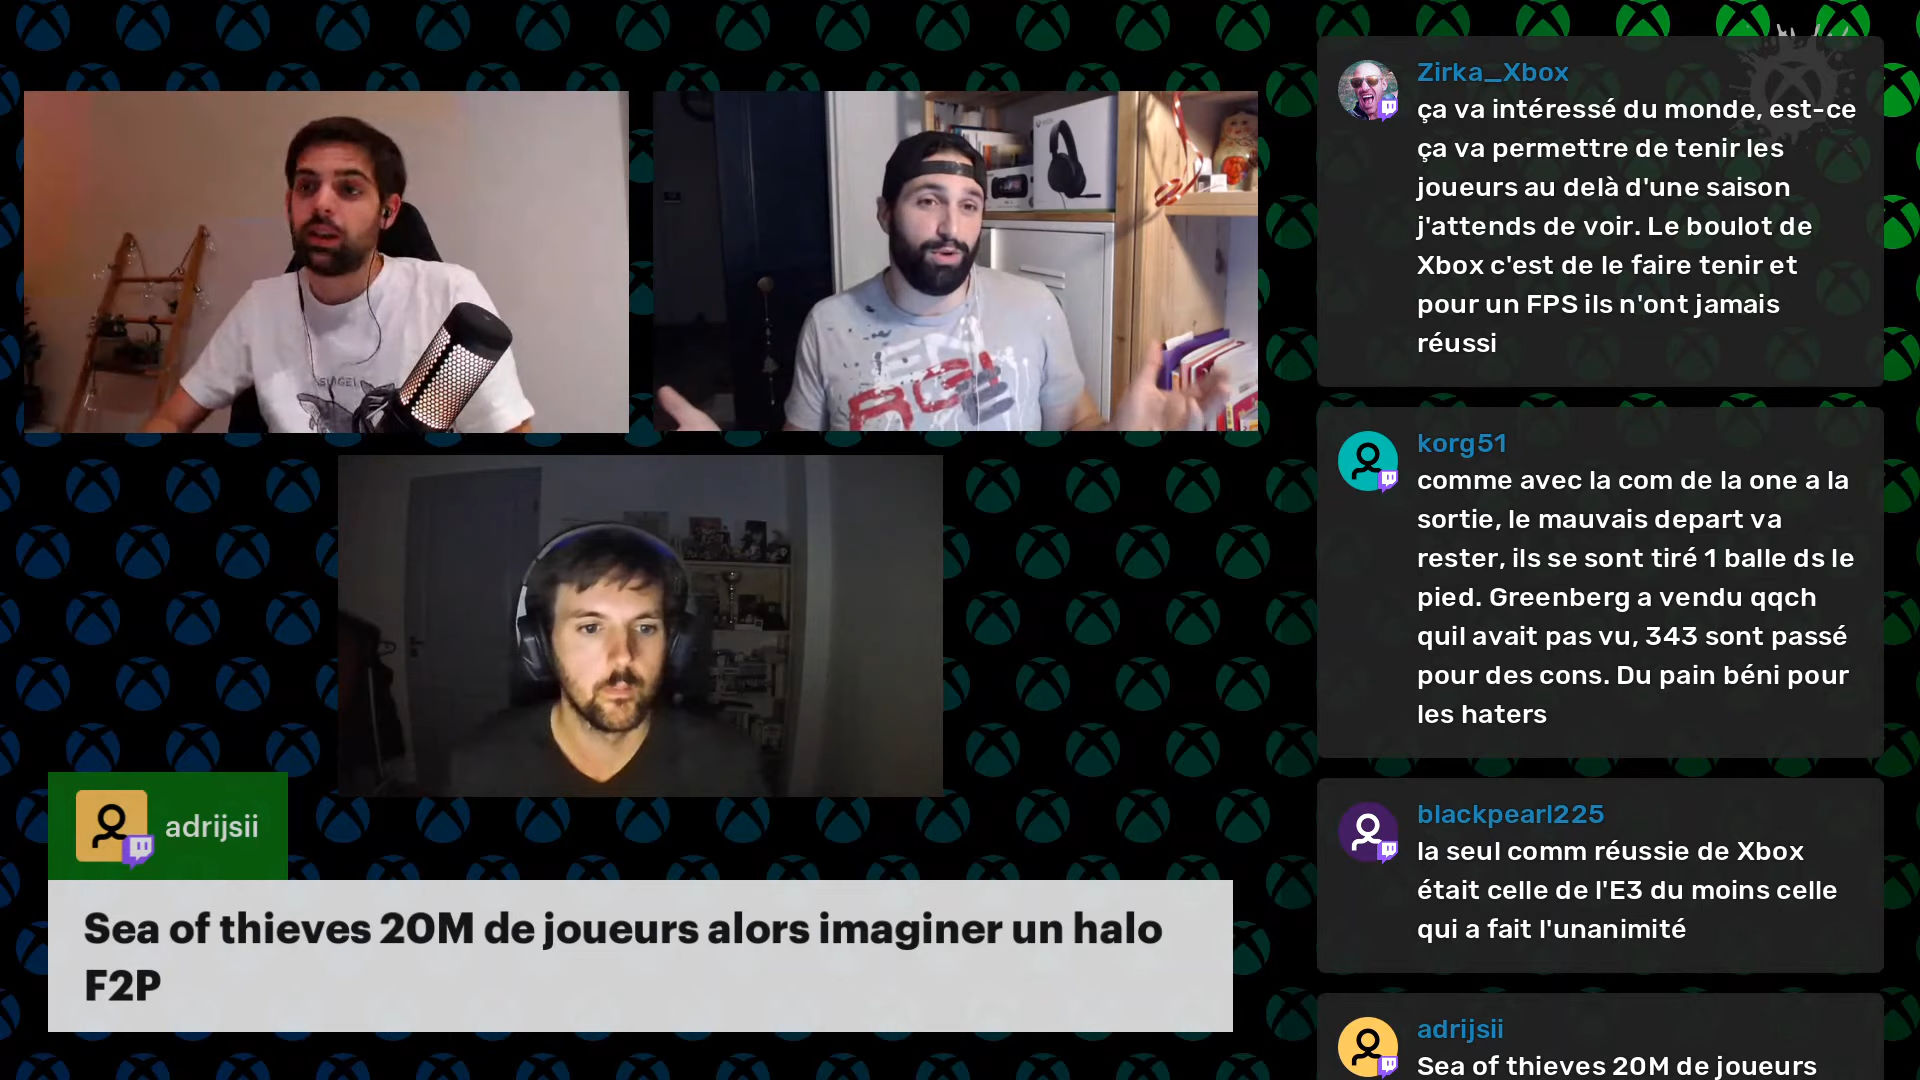 Zirka_Xbox
ça va intéressé du monde, est-ce
ça va permettre de tenir les
joueurs au delà d'une saison
j'attends de voir. Le boulot de
Xbox c'est de le faire tenir et
pour un FPS ils n'ont jamais
réussi
korg51
comme avec la com de la one a la
sortie, le mauvais depart va
rester, ils se sont tiré 1 balle ds le
pied. Greenberg a vendu qqch
quil avait pas vu, 343 sont passé
pour des cons. Du pain béni pour
les haters
blackpearl225
la seul comm réussie de Xbox
était celle de l'E3 du moins celle
qui a fait l'unanimité
adrijsii
Sea of thieves 20M de joueurs
adrijsii
Sea of thieves 20M de joueurs alors imaginer un halo
F2P